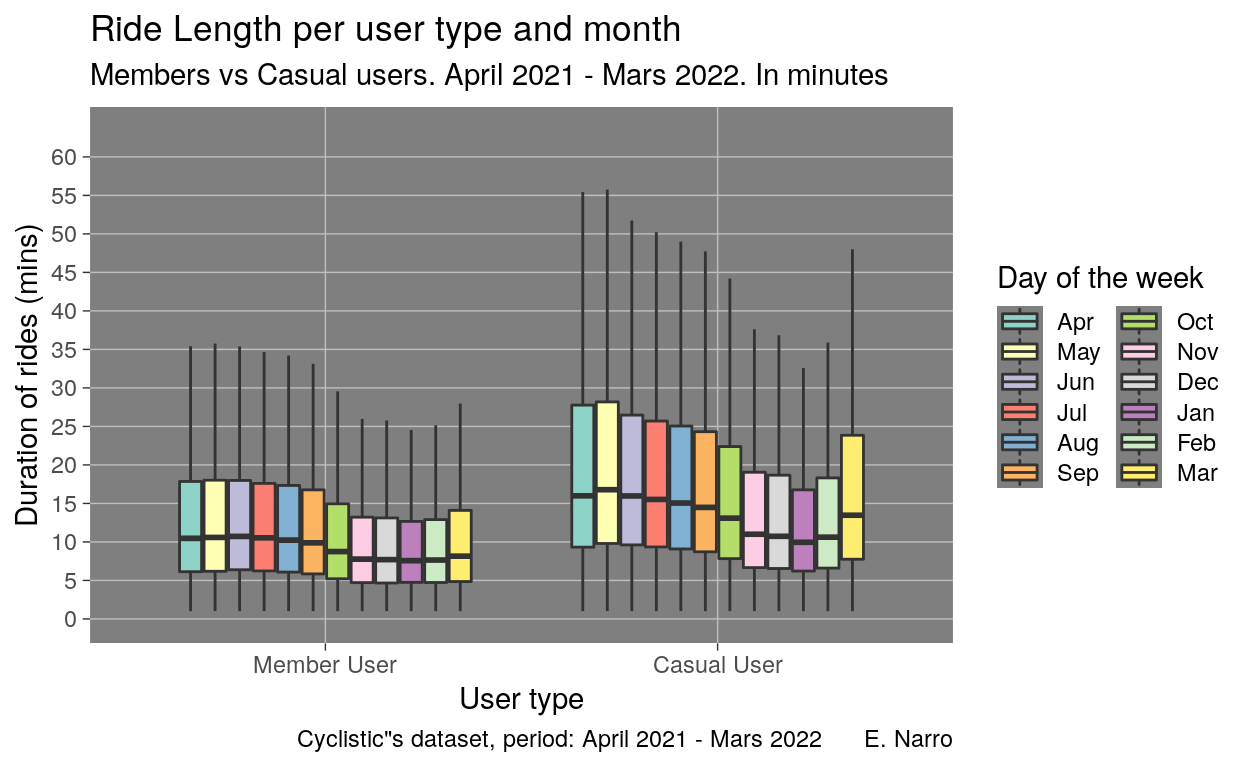 Ride Length per user type and month
Members vs Casual users. April 2021 - Mars 2022. In minutes
Duration of rides (mins)
60
55
50
45
40
35
30
25
20
15
10
5
0
Member User
Casual User
User type
Day of the week
Apr
May
Jun
Jul
Aug
Sep
Oct
Nov
Dec
Jan
Feb
Mar
Cyclistic"s dataset, period: April 2021 - Mars 2022 E. Narro